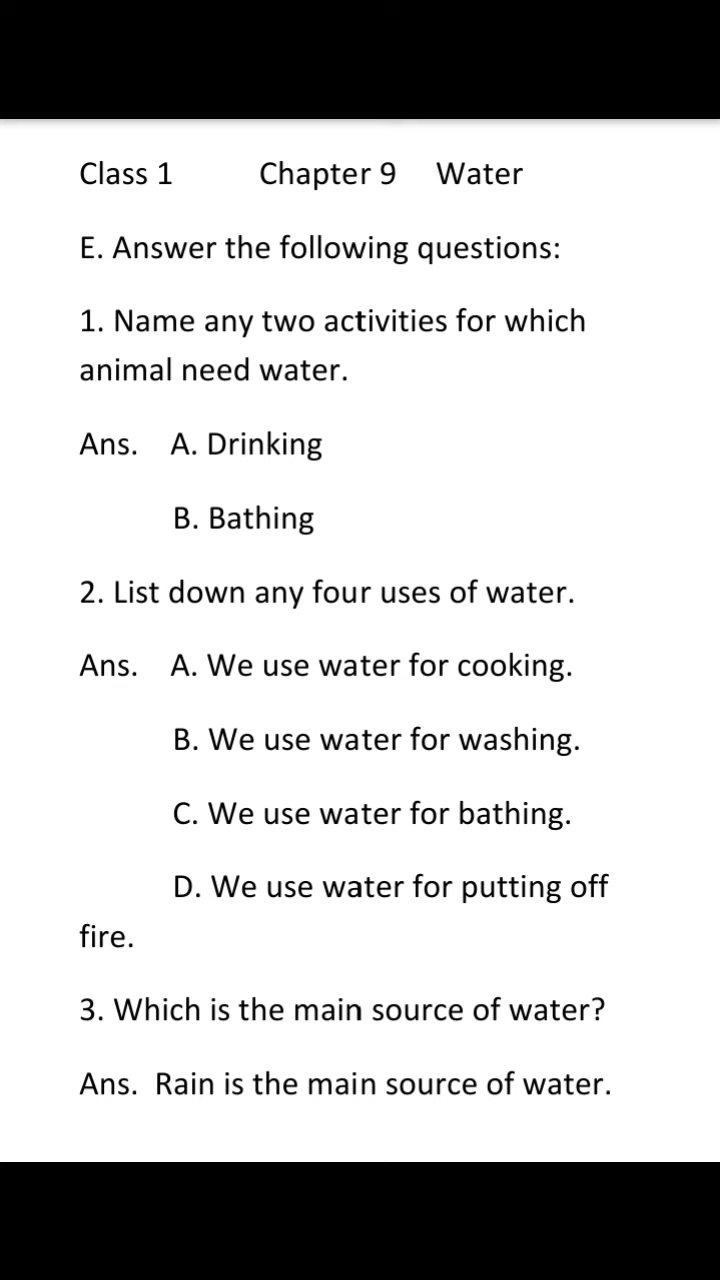 Class 1 Chapter 9 Water
E. Answer the following questions:
1. Name any two activities for which
animal need water.
Ans. A. Drinking
B. Bathing
2. List down any four uses of water.
Ans. A. We use water for cooking.
B. We use water for washing.
C. We use water for bathing.
D. We use water for putting off
fire.
3. Which is the main source of water?
Ans. Rain is the main source of water.